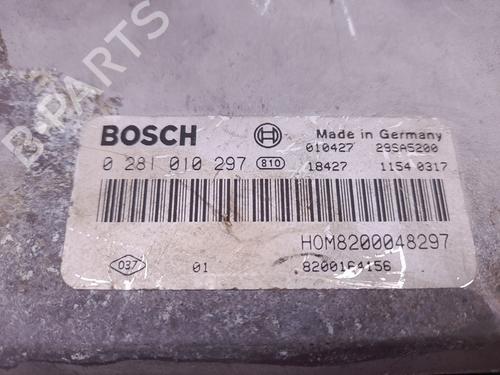 B-PARTS
BOSCH
Made in Germany
010427 29SA5200
0 281 010 297 810
18427 1154 0317
HOM8200048297
037 01 8200164156